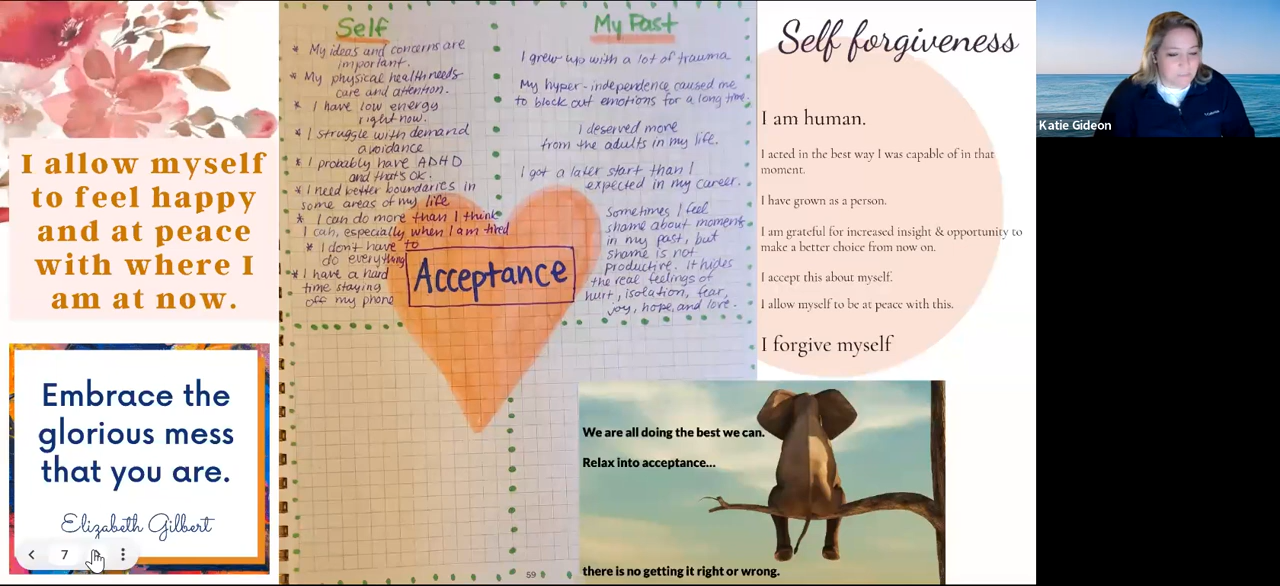 I allow myself
to feel happy
and at peace
with where I
am at now.
Embrace the
glorious mess
that you are.
Elizabeth Gilbert
7
Self
* My ideas and concerns are
important.
* My physical health needs
care and attention.
* I have low energy
right now.
* I struggle with demand
avoidance
* I probably have ADHD
and that's ok.
* I need better boundaries in
some areas of my life
* I can do more than I think
I can, especially when I am tired
* I don't have to
do everything
* I have a hard
time staying
off my phone
Acceptance
My Past
I grew up with a lot of trauma
My hyper-independence caused me
to block out emotions for a long time.
I deserved more
from the adults in my life.
I got a later start than I
expected in my career.
Sometimes I feel
shame about moments
in my past, but
shame is not
productive. It hides
the real feelings of
hurt, isolation, fear,
joy, hope, and love.
59
Self forgiveness
I am human.
I acted in the best way I was capable of in that
moment.
I have grown as a person.
I am grateful for increased insight & opportunity to
make a better choice from now on.
I accept this about myself.
I allow myself to be at peace with this.
I forgive myself
We are all doing the best we can.
Relax into acceptance...
there is no getting it right or wrong.
Katie Gideon